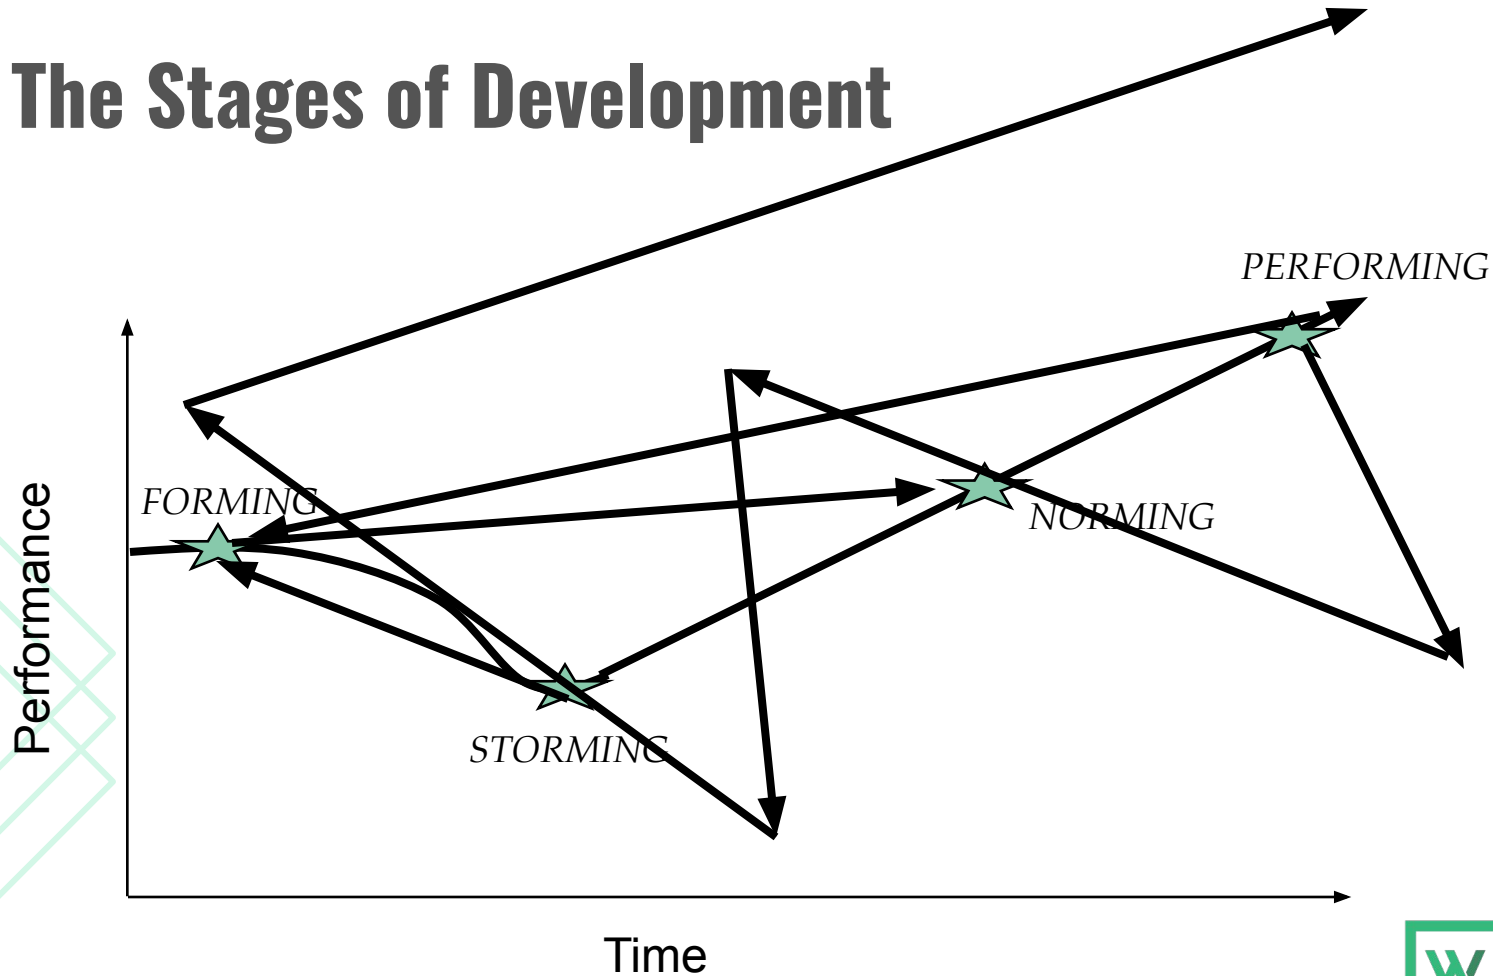 The Stages of Development
PERFORMING
FORMING
NORMING
STORMING
Performance
Time
W